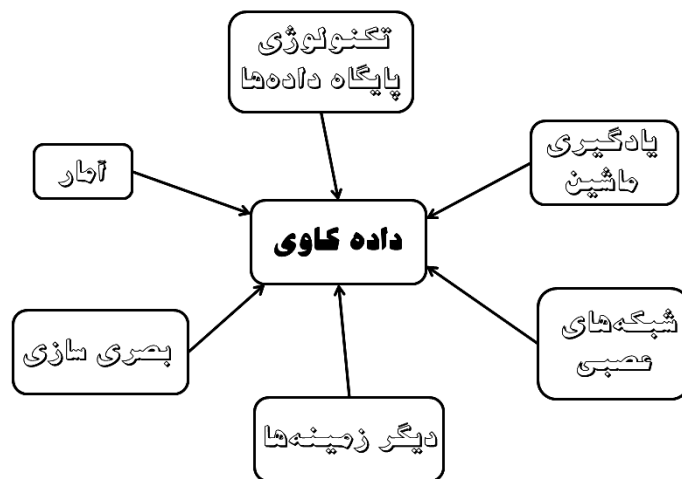 تکنولوژی
پایگاه داده‌ها
یادگیری
ماشین
آمار
داده کاوی
شبکه‌های
عصبی
بصری سازی
دیگر زمینه‌ها